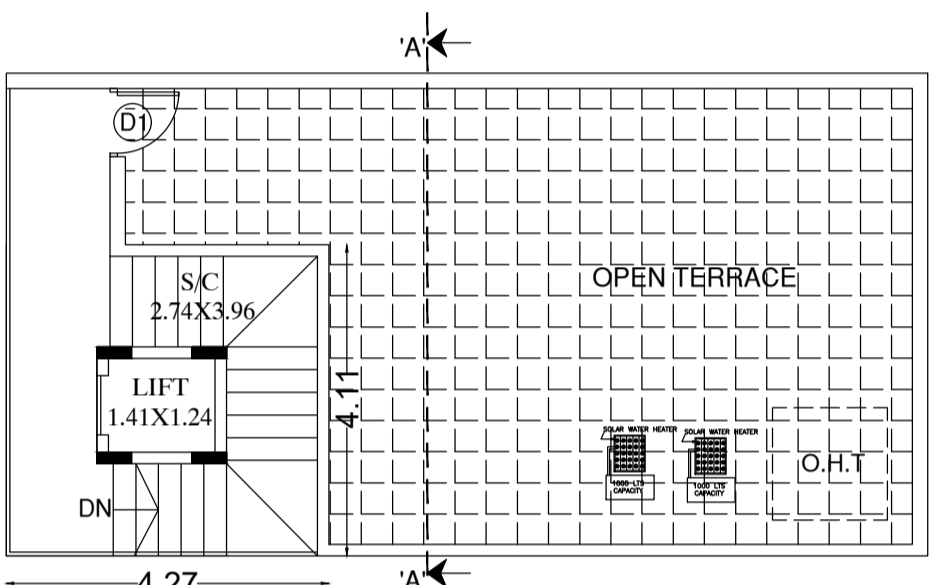 'A'
D1
OPEN TERRACE
S/C
2.74X3.96
LIFT
1.41X1.24
4.11
SOLAR WATER HEATER
SOLAR WATER HEATER
1000 LTS
CAPACITY
1000 LTS
CAPACITY
O.H.T
DN
4.27
'A'